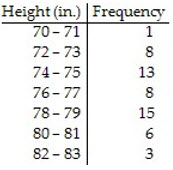 Height (in.) Frequency
70 – 71 1
72 – 73 8
74 – 75 13
76 – 77 8
78 – 79 15
80 – 81 6
82 – 83 3